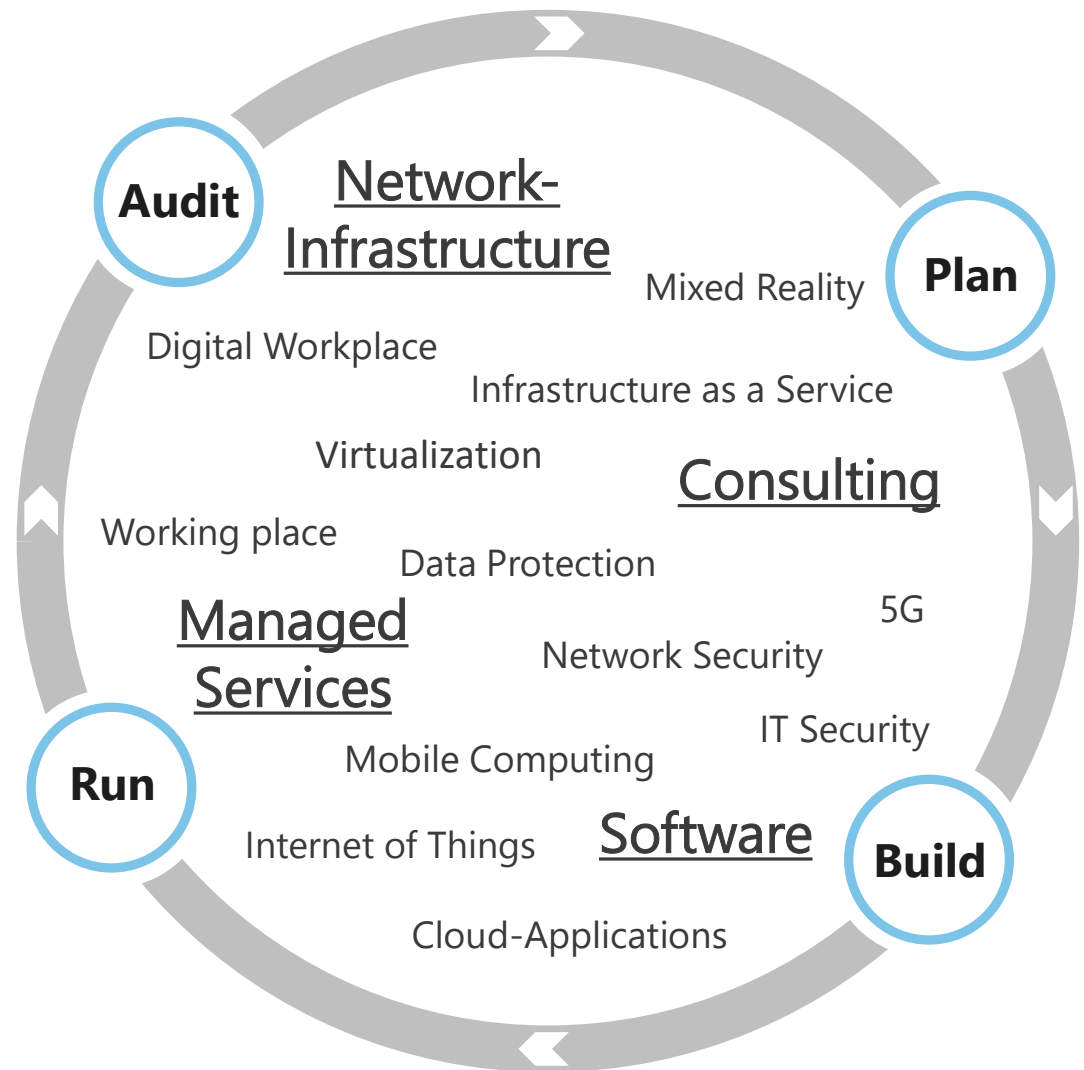 Audit
Network-
Infrastructure
Plan
Mixed Reality
Digital Workplace
Infrastructure as a Service
Virtualization
Consulting
Working place
Data Protection
5G
Managed
Services
Network Security
IT Security
Mobile Computing
Run
Software
Internet of Things
Build
Cloud-Applications